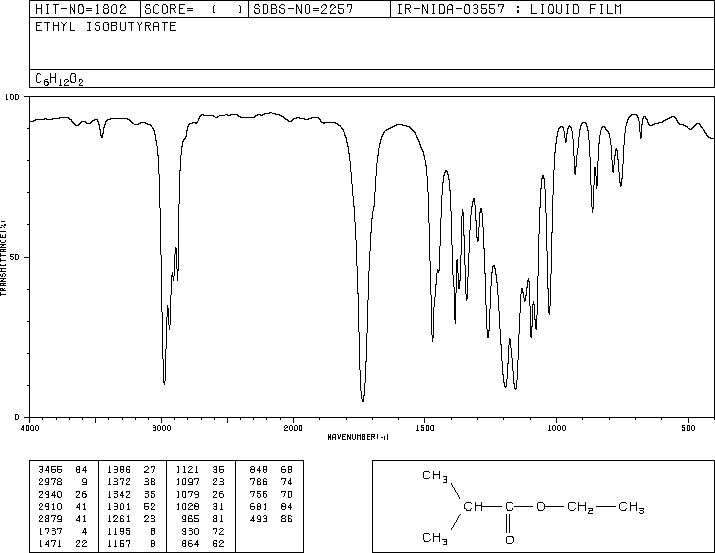 HIT-NO=1802 SCORE= ( ) SDBS-NO=2257 IR-NIDA-03557 : LIQUID FILM
ETHYL ISOBUTYRATE
C6H12O2
100
50
0
TRANSMITTANCE(%)
4000 3000 2000 1500 1000 500
WAVENUMBER(-1)
3466 84 1386 27 1121 35 848 68
2978 9 1372 38 1097 23 786 74
2940 26 1342 35 1079 26 756 70
2910 41 1301 52 1028 31 681 84
2879 41 1261 23 965 81 493 86
1737 4 1195 8 930 72
1471 22 1157 8 864 62
CH3
CH C O CH2 CH3
CH3 O